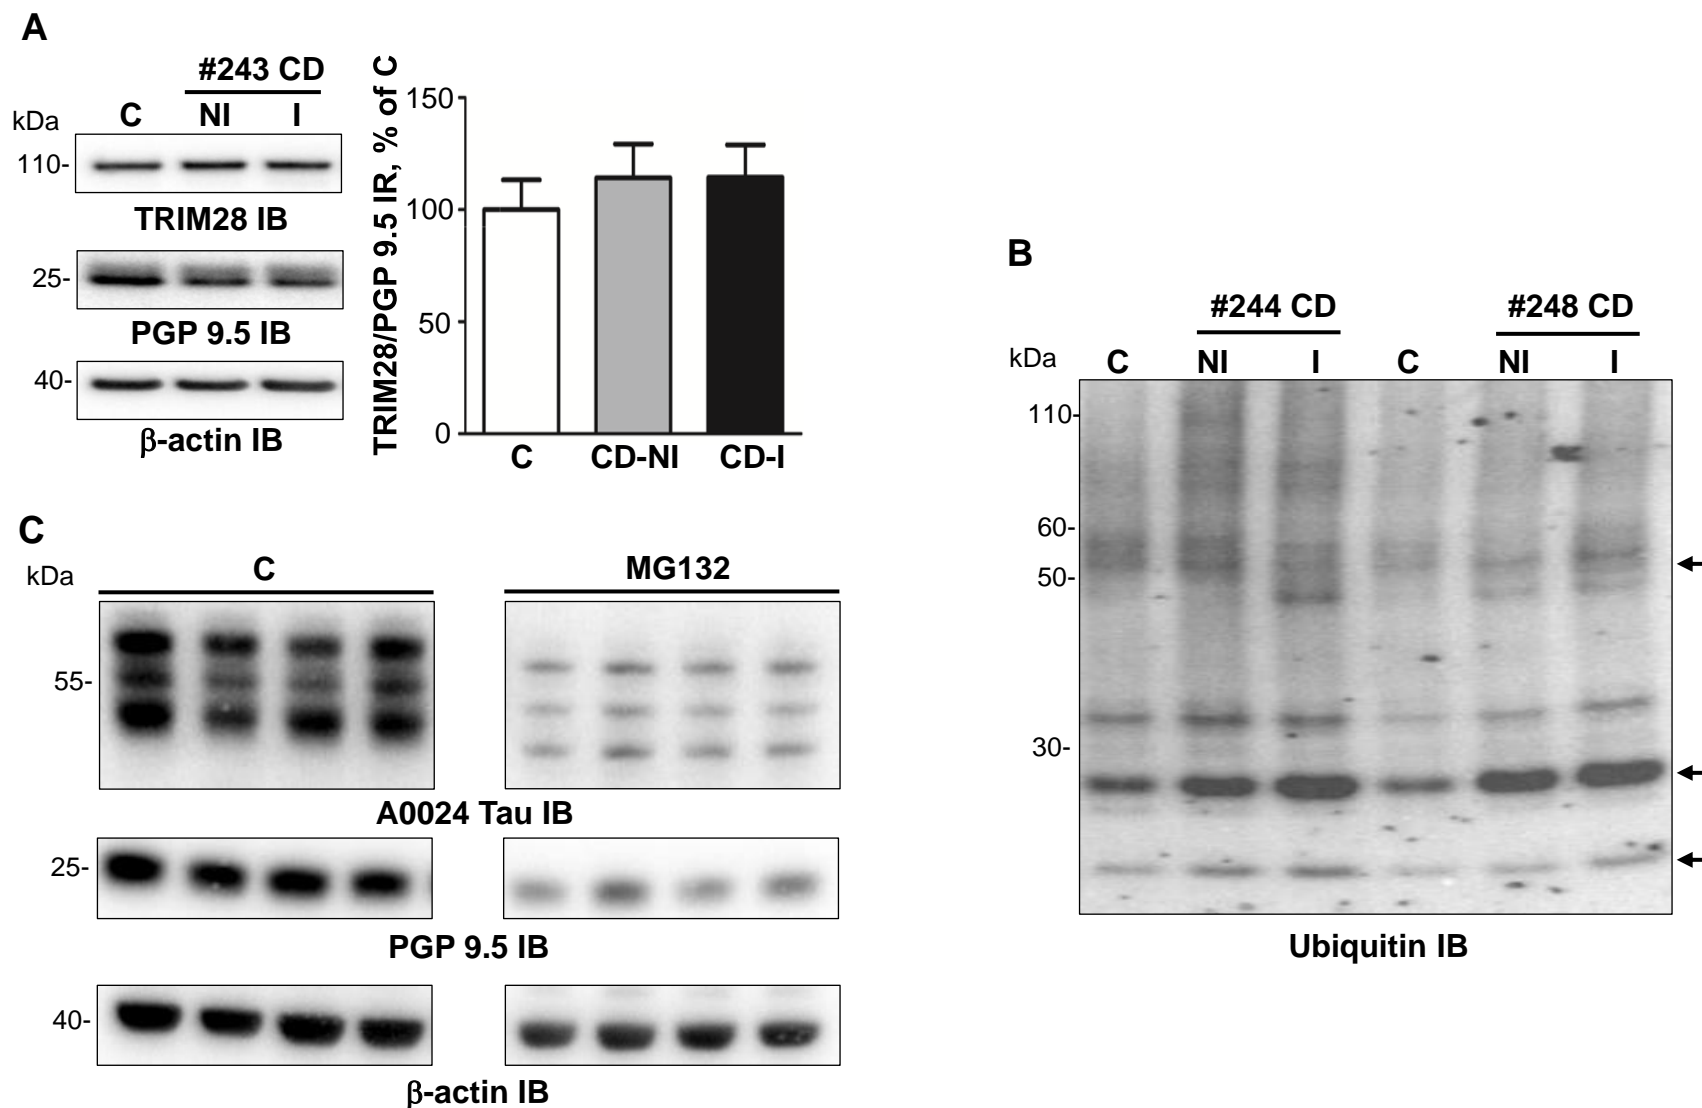 A
#243 CD
kDa
C NI I
110-
TRIM28 IB
25-
PGP 9.5 IB
40-
β-actin IB
TRIM28/PGP 9.5 IR, % of C
150
100
50
0
C CD-NI CD-I
B
#244 CD #248 CD
kDa
C NI I C NI I
110-
60-
50-
30-
Ubiquitin IB
C
kDa
C MG132
55-
A0024 Tau IB
25-
PGP 9.5 IB
40-
β-actin IB